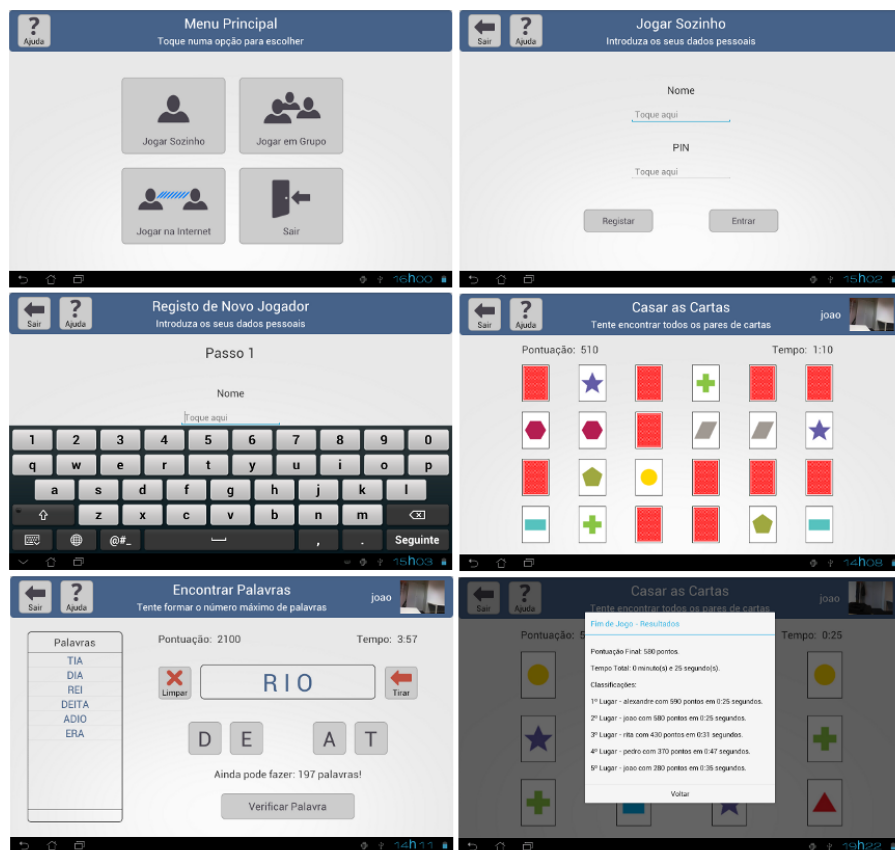 Menu Principal
Toque numa opção para escolher
Ajuda
Jogar Sozinho
Jogar em Grupo
Jogar na Internet
Sair
16h00
Jogar Sozinho
Introduza os seus dados pessoais
Sair
Ajuda
Nome
Toque aqui
PIN
Toque aqui
Registar
Entrar
15h02
Registo de Novo Jogador
Introduza os seus dados pessoais
Sair
Ajuda
Passo 1
Nome
Toque aqui
1 2 3 4 5 6 7 8 9 0
q w e r t y u i o p
a s d f g h j k l
z x c v b n m
@#_ , . Seguinte
15h03
Casar as Cartas
Tente encontrar todos os pares de cartas
Sair
Ajuda
joao
Pontuação: 510
Tempo: 1:10
14h08
Encontrar Palavras
Tente formar o número máximo de palavras
Sair
Ajuda
joao
Palavras
TIA
DIA
REI
DEITA
ADIO
ERA
Pontuação: 2100
Tempo: 3:57
Limpar
RIO
Tirar
D E A T
Ainda pode fazer: 197 palavras!
Verificar Palavra
14h11
Casar as Cartas
Tente encontrar todos os pares de cartas
Sair
Ajuda
joao
Pontuação: 5
Tempo: 0:25
Fim de Jogo - Resultados
Pontuação Final: 580 pontos.
Tempo Total: 0 minuto(s) e 25 segundo(s).
Classificações:
1º Lugar - alexandre com 590 pontos em 0:25 segundos.
2º Lugar - joao com 580 pontos em 0:25 segundos.
3º Lugar - rita com 430 pontos em 0:31 segundos.
4º Lugar - pedro com 370 pontos em 0:47 segundos.
5º Lugar - joao com 280 pontos em 0:36 segundos.
Voltar
19h22